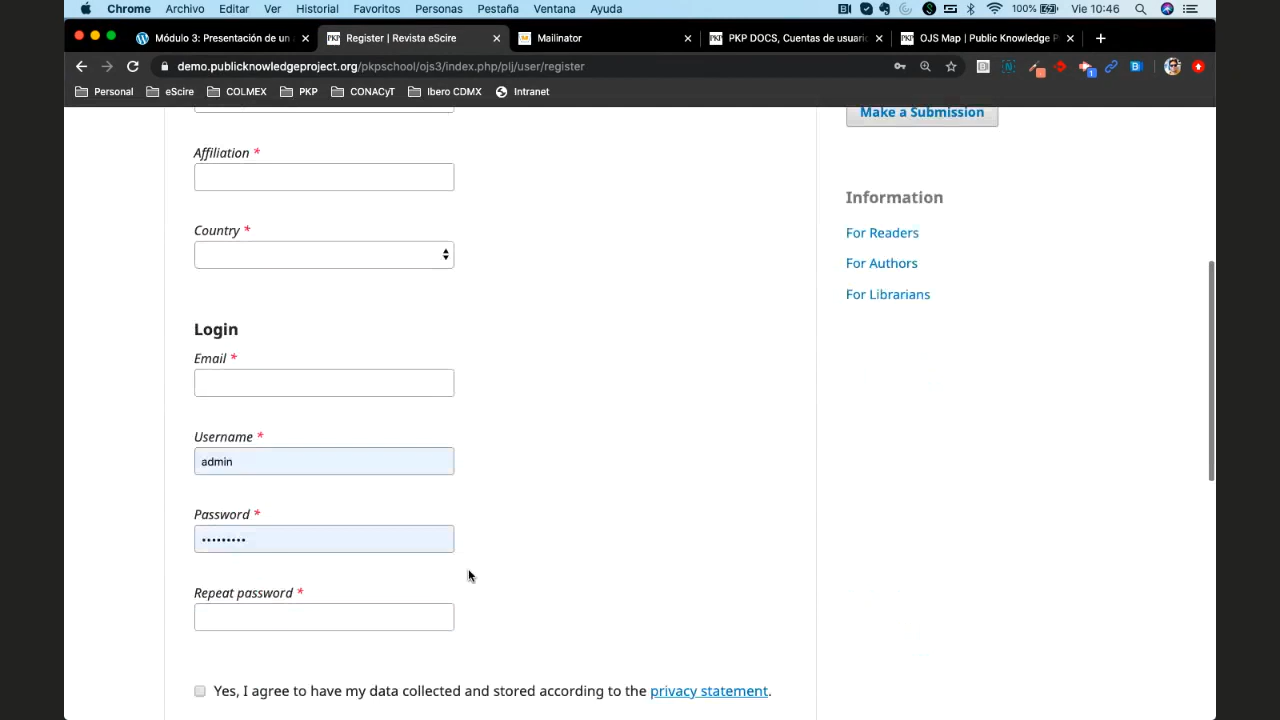 Chrome Archivo Editar Ver Historial Favoritos Personas Pestaña Ventana Ayuda 100% Vie 10:46
Módulo 3: Presentación de un Register | Revista eScire Mailinator PKP DOCS, Cuentas de usuari OJS Map | Public Knowledge P
demo.publicknowledgeproject.org/pkpschool/ojs3/index.php/plj/user/register
Personal eScire COLMEX PKP CONACyT Ibero CDMX Intranet
Make a Submission
Affiliation *
Information
Country *
For Readers
For Authors
For Librarians
Login
Email *
Username *
admin
Password *
•••••••••
Repeat password *
Yes, I agree to have my data collected and stored according to the privacy statement.